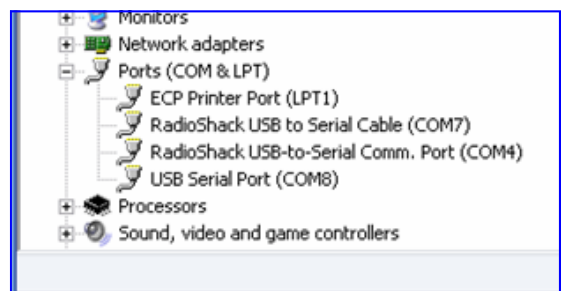 Monitors
Network adapters
Ports (COM & LPT)
ECP Printer Port (LPT1)
RadioShack USB to Serial Cable (COM7)
RadioShack USB-to-Serial Comm. Port (COM4)
USB Serial Port (COM8)
Processors
Sound, video and game controllers